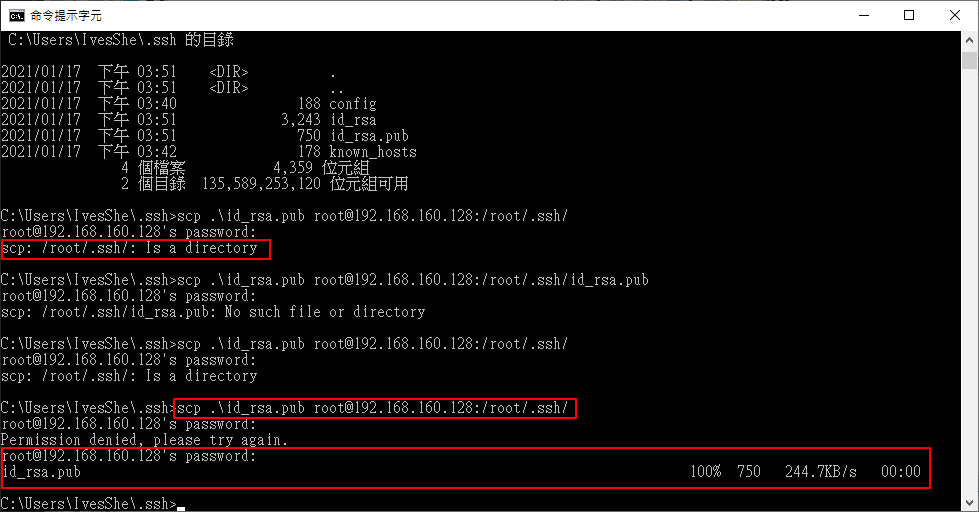 命令提示字元
C:\Users\IvesShe\.ssh 的目錄
2021/01/17  下午 03:51    <DIR>          .
2021/01/17  下午 03:51    <DIR>          ..
2021/01/17  下午 03:40               188 config
2021/01/17  下午 03:51             3,243 id_rsa
2021/01/17  下午 03:51               750 id_rsa.pub
2021/01/17  下午 03:42               178 known_hosts
4 個檔案           4,359 位元組
2 個目錄  135,589,253,120 位元組可用
C:\Users\IvesShe\.ssh>scp .\id_rsa.pub root@192.168.160.128:/root/.ssh/
root@192.168.160.128's password:
scp: /root/.ssh/: Is a directory
C:\Users\IvesShe\.ssh>scp .\id_rsa.pub root@192.168.160.128:/root/.ssh/id_rsa.pub
root@192.168.160.128's password:
scp: /root/.ssh/id_rsa.pub: No such file or directory
C:\Users\IvesShe\.ssh>scp .\id_rsa.pub root@192.168.160.128:/root/.ssh/
root@192.168.160.128's password:
scp: /root/.ssh/: Is a directory
C:\Users\IvesShe\.ssh>scp .\id_rsa.pub root@192.168.160.128:/root/.ssh/
root@192.168.160.128's password:
Permission denied, please try again.
root@192.168.160.128's password:
id_rsa.pub 100% 750 244.7KB/s 00:00
C:\Users\IvesShe\.ssh>